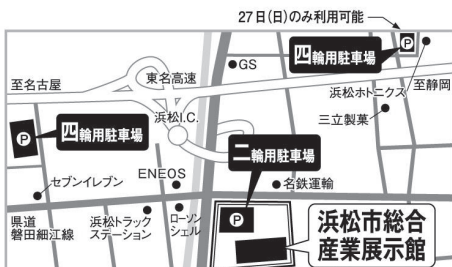 27日(日)のみ利用可能
四輪用駐車場
P
GS
至名古屋
東名高速
浜松ホトニクス
至静岡
浜松I.C.
三立製菓
P
四輪用駐車場
二輪用駐車場
セブンイレブン
ENEOS
名鉄運輸
県道
磐田細江線
浜松トラック
ステーション
ローソン
シェル
P
浜松市総合
産業展示館